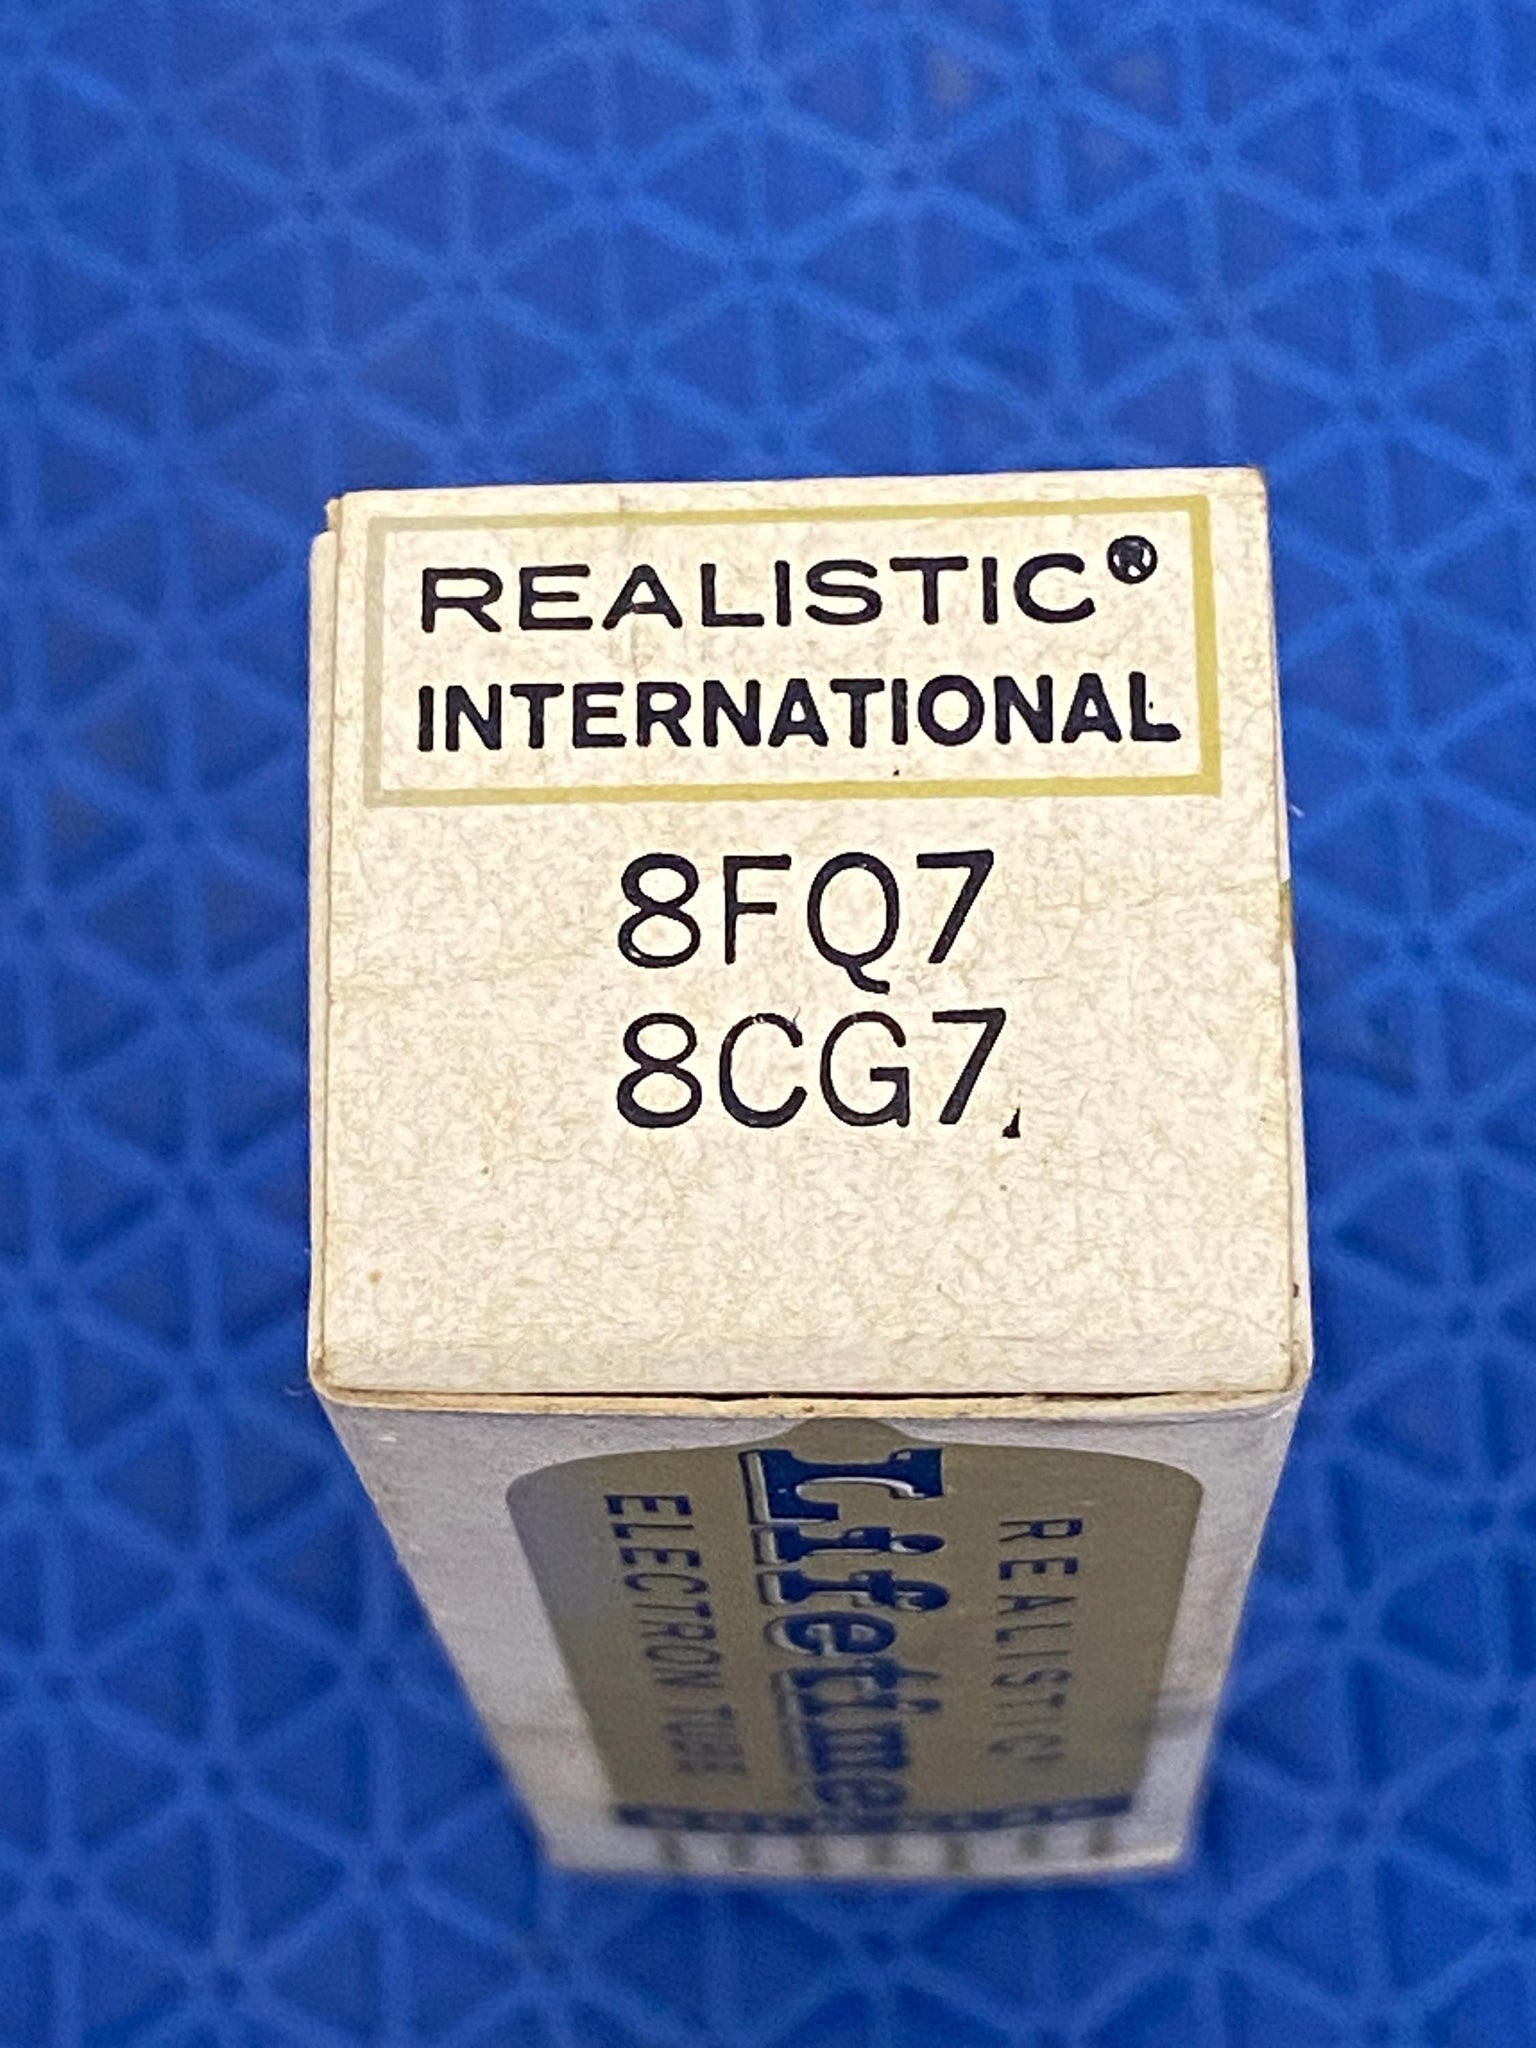 REALISTIC®
INTERNATIONAL
8FQ7
8CG7
REALISTIC
Lifetime
ELECTRON TUBE